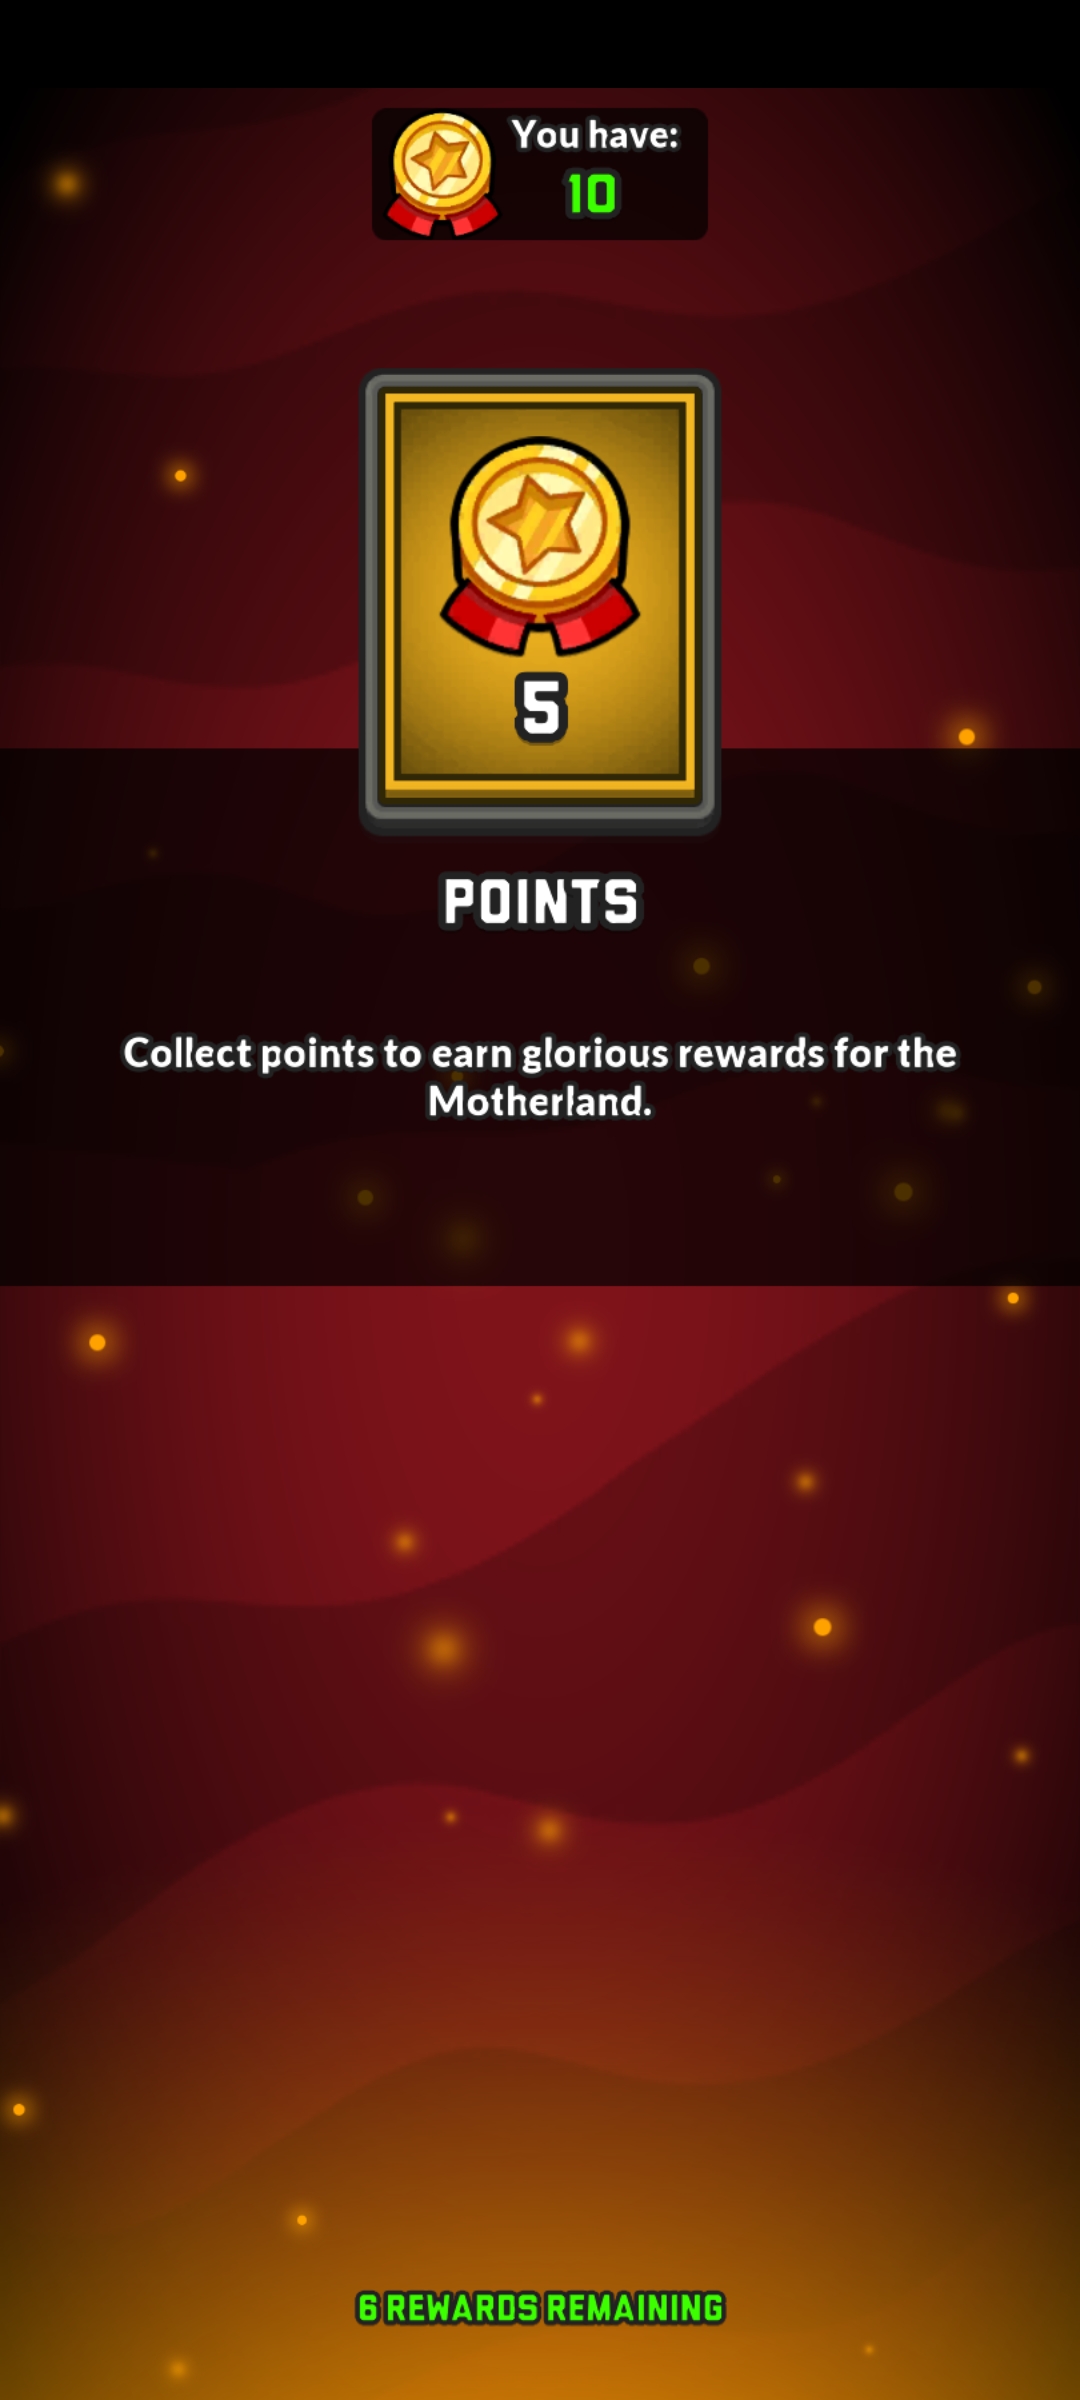 You have:
10
5
POINTS
Collect points to earn glorious rewards for the
Motherland.
6 REWARDS REMAINING